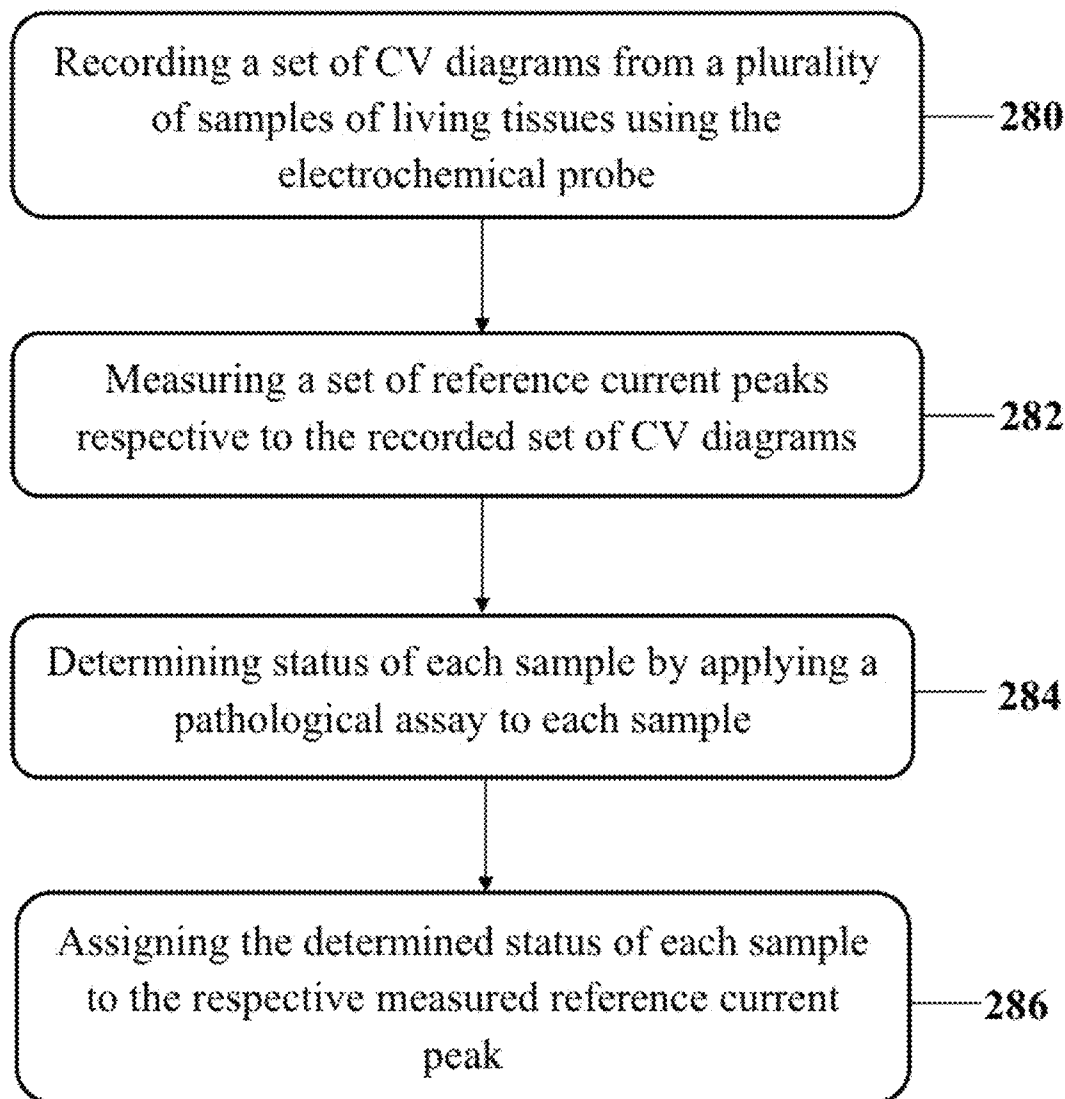 Recording a set of CV diagrams from a plurality
of samples of living tissues using the
electrochemical probe
280
Measuring a set of reference current peaks
respective to the recorded set of CV diagrams
282
Determining status of each sample by applying a
pathological assay to each sample
284
Assigning the determined status of each sample
to the respective measured reference current
peak
286